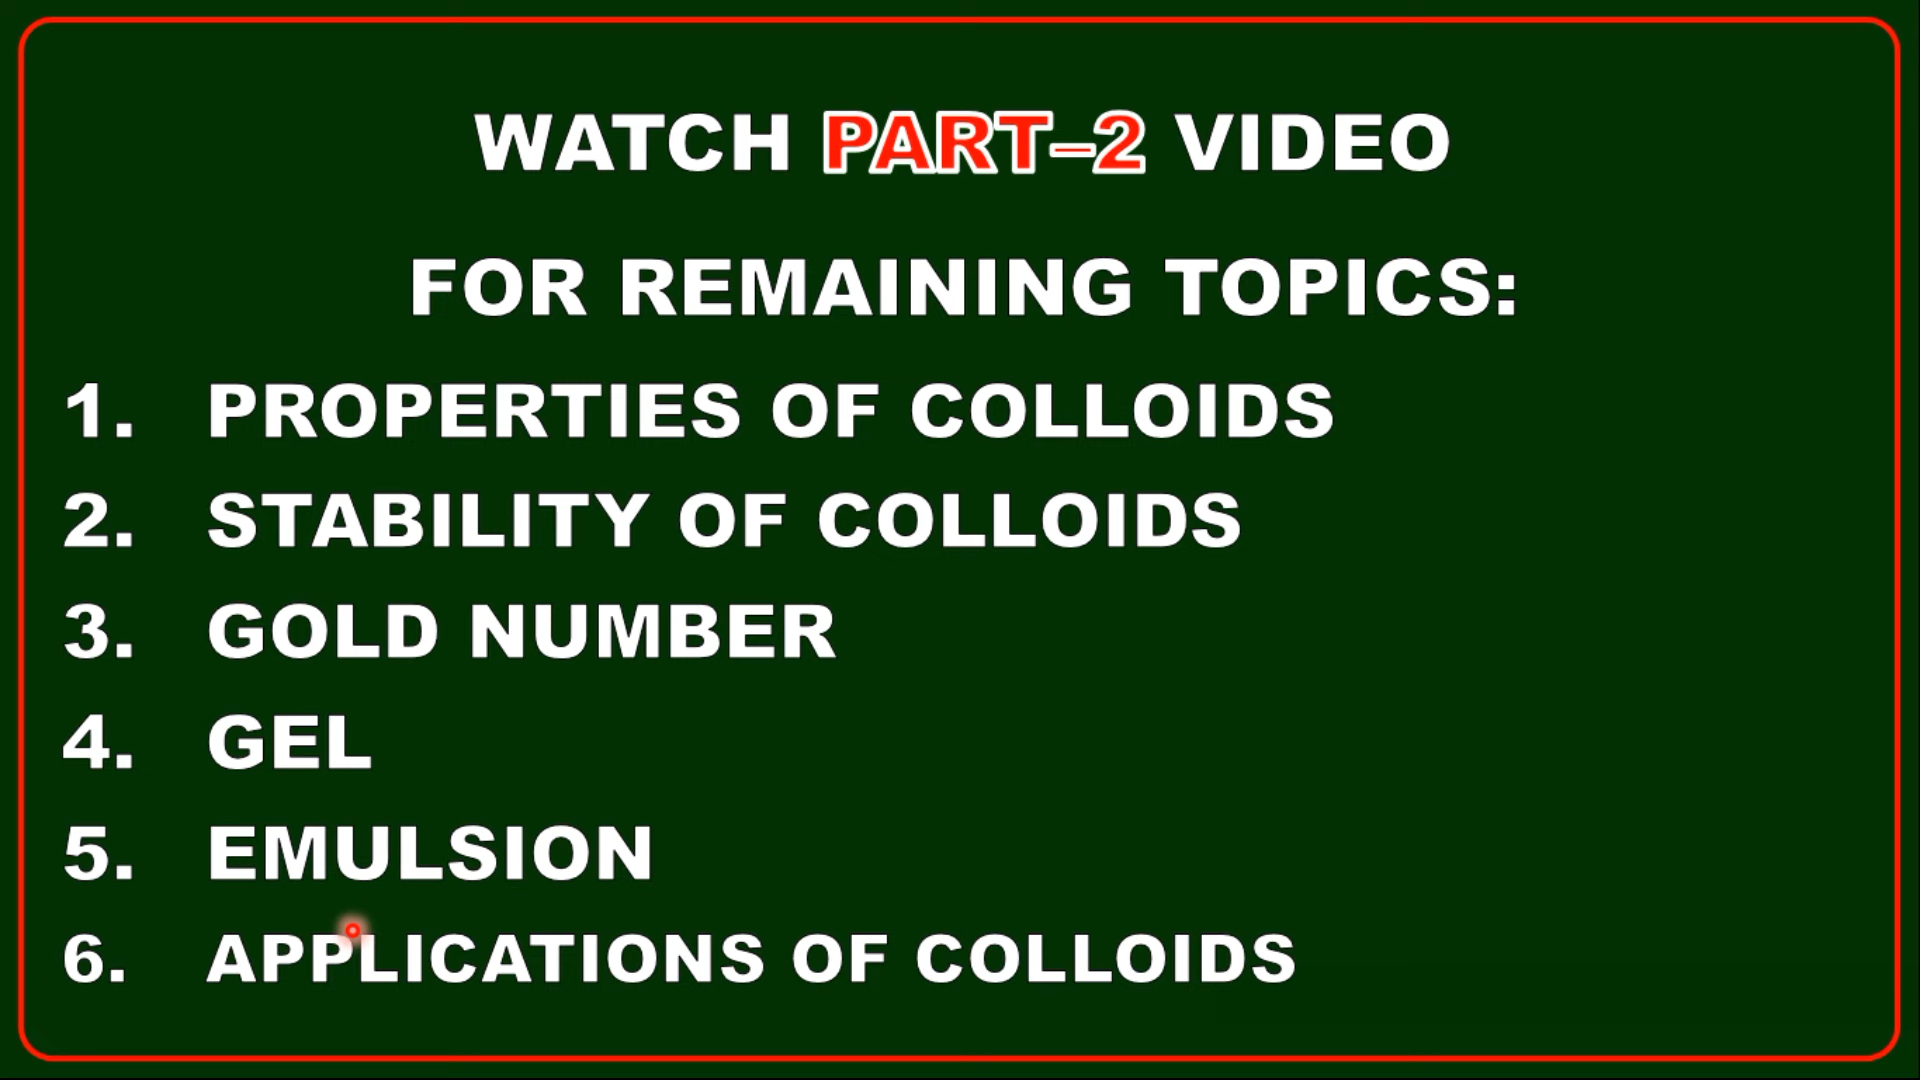 WATCH PART–2 VIDEO
FOR REMAINING TOPICS:
1. PROPERTIES OF COLLOIDS
2. STABILITY OF COLLOIDS
3. GOLD NUMBER
4. GEL
5. EMULSION
6. APPLICATIONS OF COLLOIDS